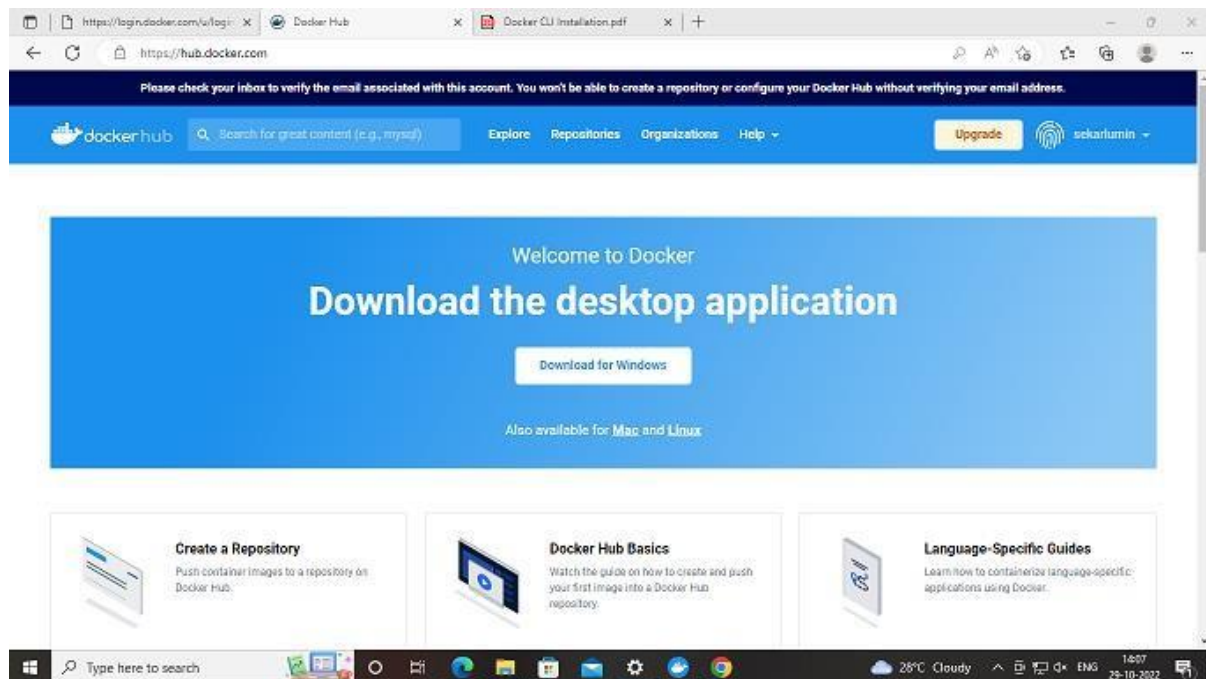 https://login.docker.com/u/logi
Docker Hub
Docker CLI Installation.pdf
https://hub.docker.com
Please check your inbox to verify the email associated with this account. You won't be able to create a repository or configure your Docker Hub without verifying your email address.
dockerhub
Search for great content (e.g., mysql)
Explore
Repositories
Organizations
Help
Upgrade
sekarlumin
Welcome to Docker
Download the desktop application
Download for Windows
Also available for Mac and Linux
Create a Repository
Push container images to a repository on
Docker Hub.
Docker Hub Basics
Watch the guide on how to create and push
your first image into a Docker Hub
repository.
Language-Specific Guides
Learn how to containerize language-specific
applications using Docker.
Type here to search
28°C Cloudy
ENG
14:07
29-10-2022